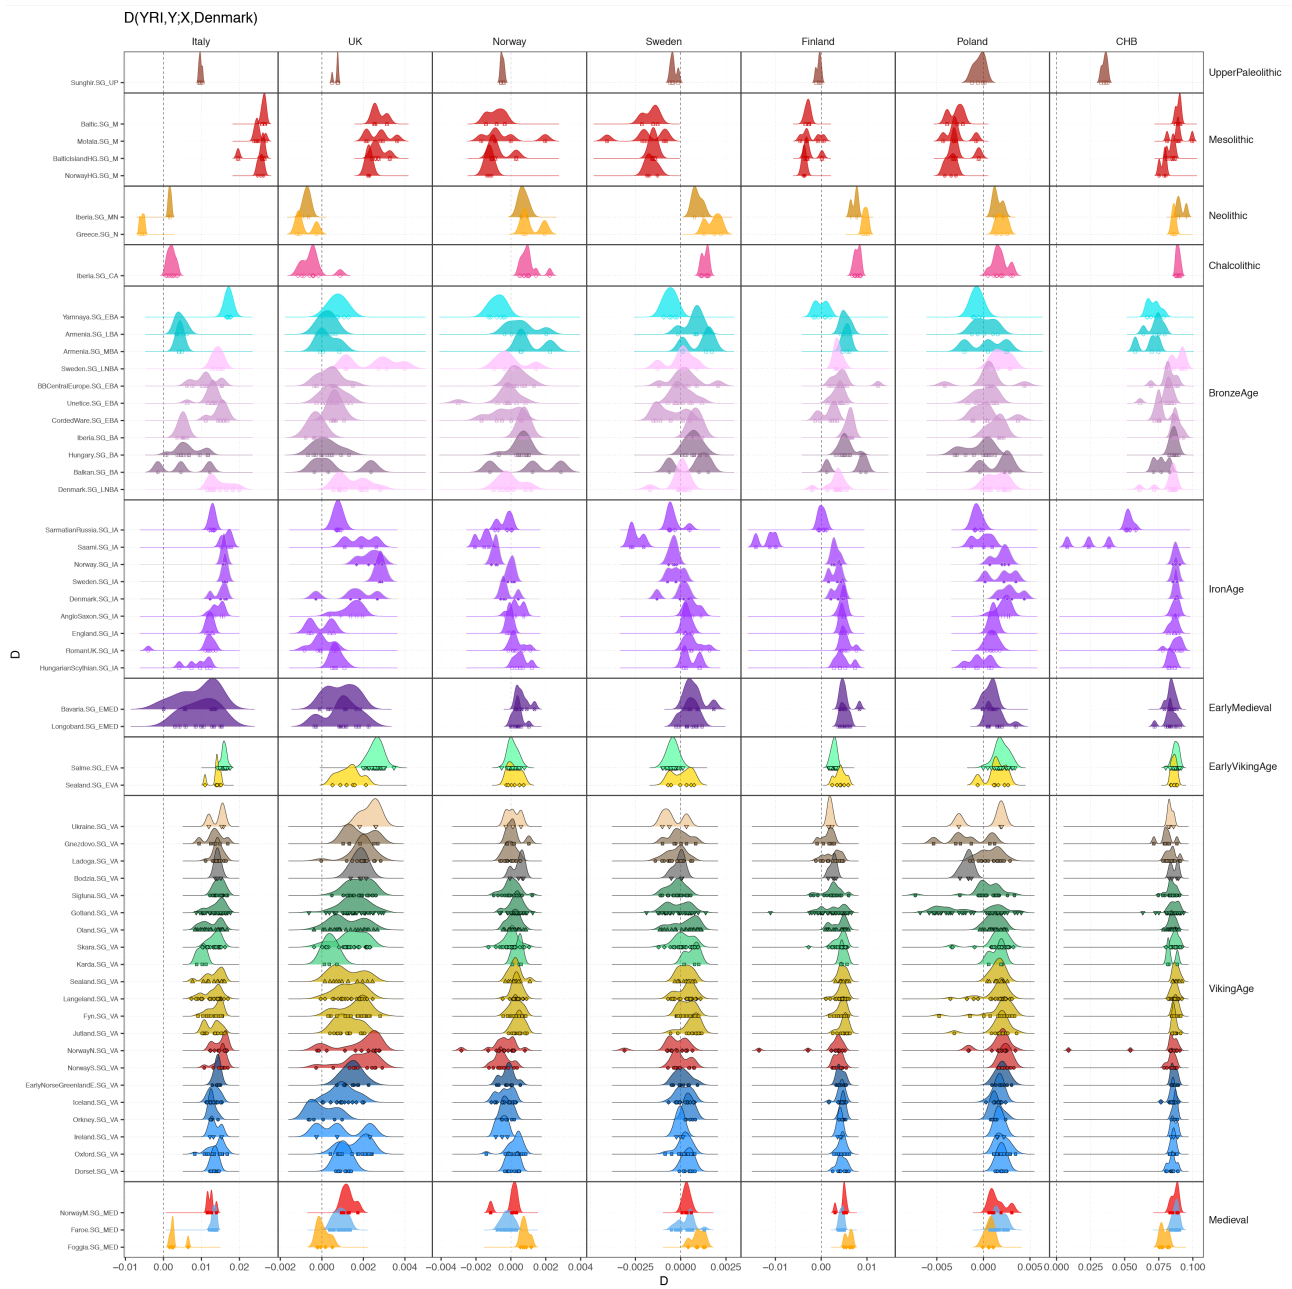 D(YRI,Y;X,Denmark)
Italy UK Norway Sweden Finland Poland CHB
Sunghir.SG_UP
UpperPaleolithic
Baltic.SG_M
Motala.SG_M
BalticIslandHG.SG_M
NorwayHG.SG_M
Mesolithic
Iberia.SG_MN
Greece.SG_N
Neolithic
Iberia.SG_CA
Chalcolithic
Yamnaya.SG_EBA
Armenia.SG_LBA
Armenia.SG_MBA
Sweden.SG_LNBA
BBCentralEurope.SG_EBA
Unetice.SG_EBA
CordedWare.SG_EBA
Iberia.SG_BA
Hungary.SG_BA
Balkan.SG_BA
Denmark.SG_LNBA
BronzeAge
SarmatianRussia.SG_IA
Saami.SG_IA
Norway.SG_IA
Sweden.SG_IA
Denmark.SG_IA
AngloSaxon.SG_IA
England.SG_IA
RomanUK.SG_IA
HungarianScythian.SG_IA
IronAge
Bavaria.SG_EMED
Longobard.SG_EMED
EarlyMedieval
Salme.SG_EVA
Sealand.SG_EVA
EarlyVikingAge
Ukraine.SG_VA
Gnezdovo.SG_VA
Ladoga.SG_VA
Bodzia.SG_VA
Sigtuna.SG_VA
Gotland.SG_VA
Oland.SG_VA
Skara.SG_VA
Karda.SG_VA
Sealand.SG_VA
Langeland.SG_VA
Fyn.SG_VA
Jutland.SG_VA
NorwayN.SG_VA
NorwayS.SG_VA
EarlyNorseGreenlandE.SG_VA
Iceland.SG_VA
Orkney.SG_VA
Ireland.SG_VA
Oxford.SG_VA
Dorset.SG_VA
VikingAge
NorwayM.SG_MED
Faroe.SG_MED
Foggia.SG_MED
Medieval
D
−0.01 0.00 0.01 0.02 −0.002 0.000 0.002 0.004 −0.004 −0.002 0.000 0.002 0.004 −0.0025 0.000 0.0025 −0.01 0.00 0.01 −0.005 0.000 0.005 0.000 0.025 0.050 0.075 0.100
D